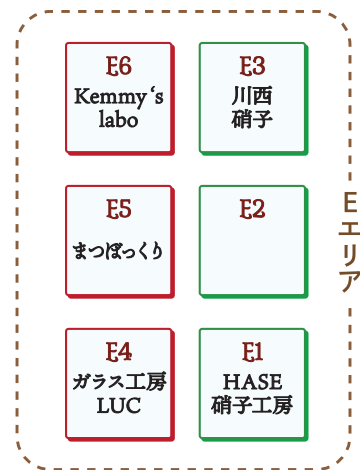 E6
Kemmy‘s
labo
E3
川西
硝子
E5
まつぼっくり
E2
E4
ガラス工房
LUC
E1
HASE
硝子工房
Eエリア